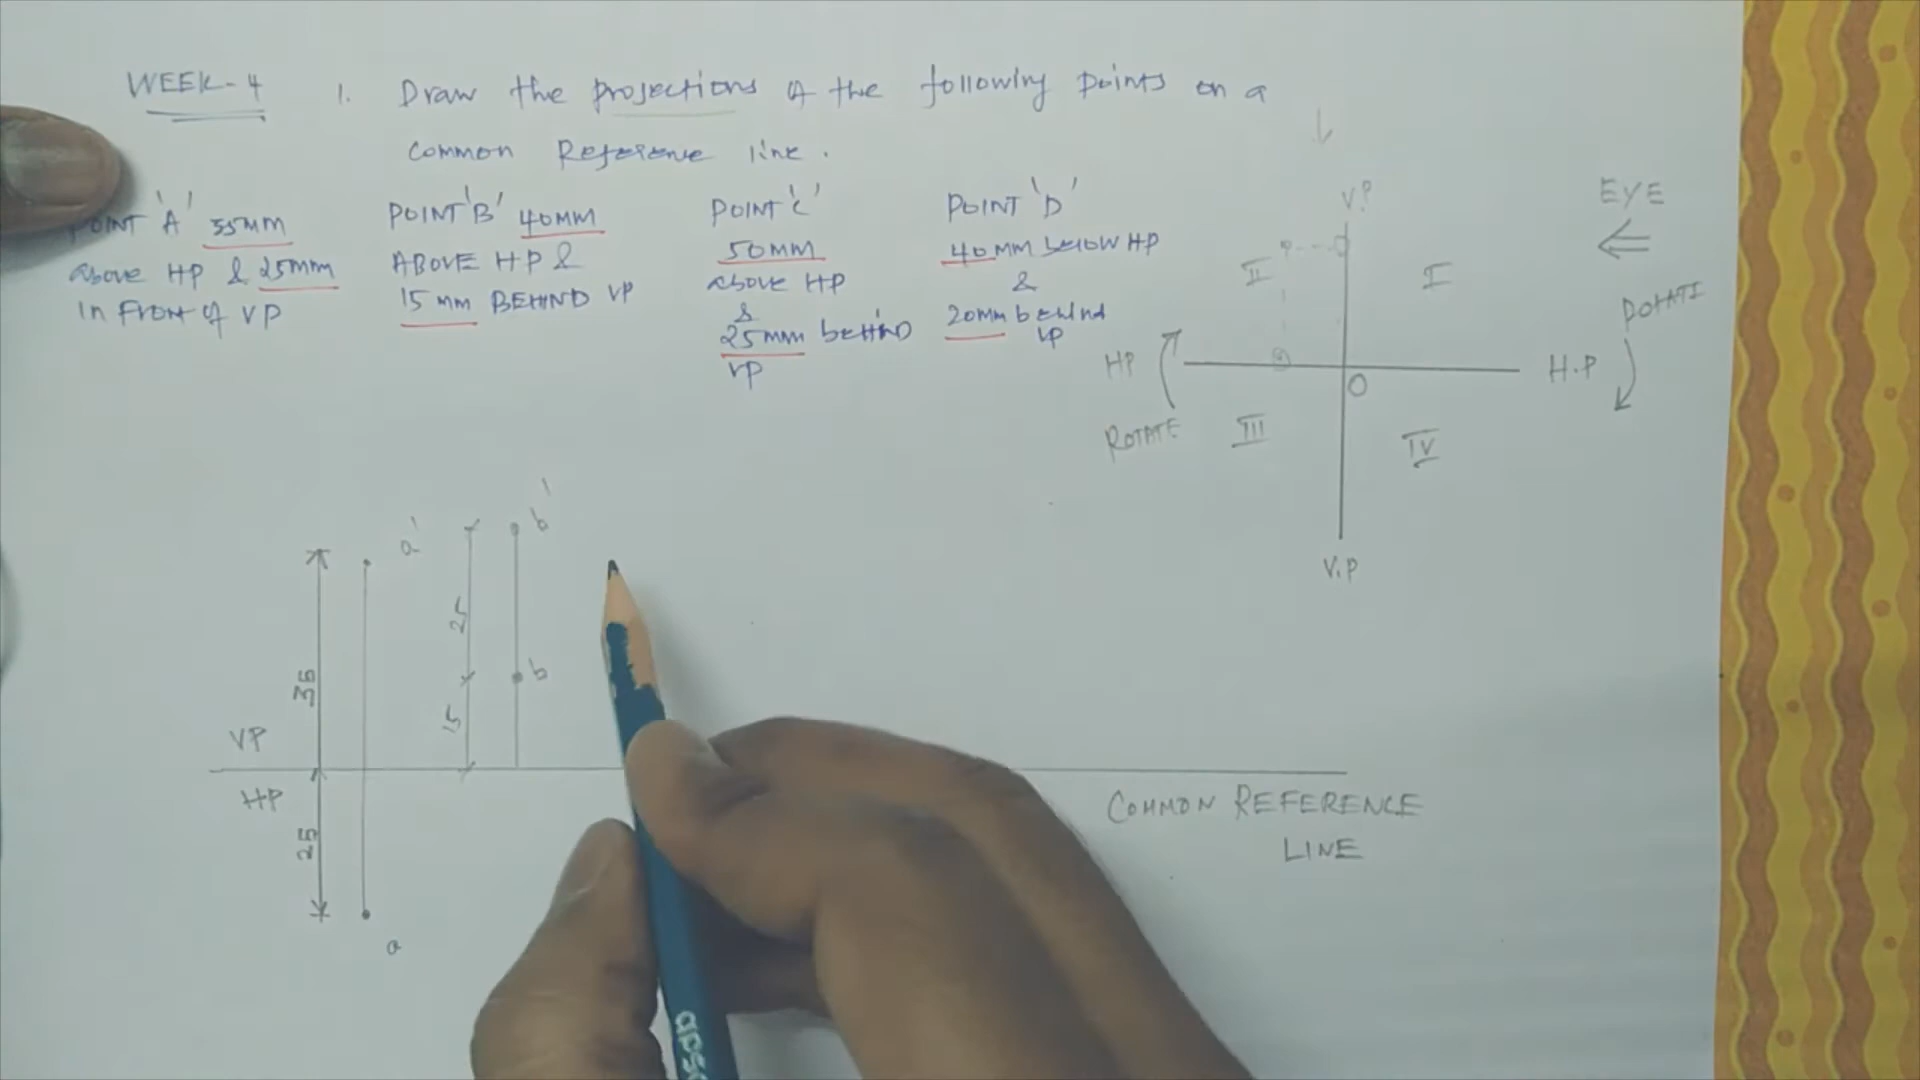 WEEK-4
1. Draw the projections of the following points on a
common Reference line.
POINT 'A' 35MM
above HP & 25mm
in Front of VP
POINT 'B' 40MM
ABOVE HP &
15 mm BEHIND VP
POINT 'C'
50MM
above HP
&
25mm behind
VP
POINT 'D'
40MM below HP
&
20mm behind
VP
V.P
EYE
II
I
ROTATE
HP
H.P
O
ROTATE
III
IV
V.P
a'
b'
25
b
35
15
VP
HP
25
a
COMMON REFERENCE
LINE
apsa